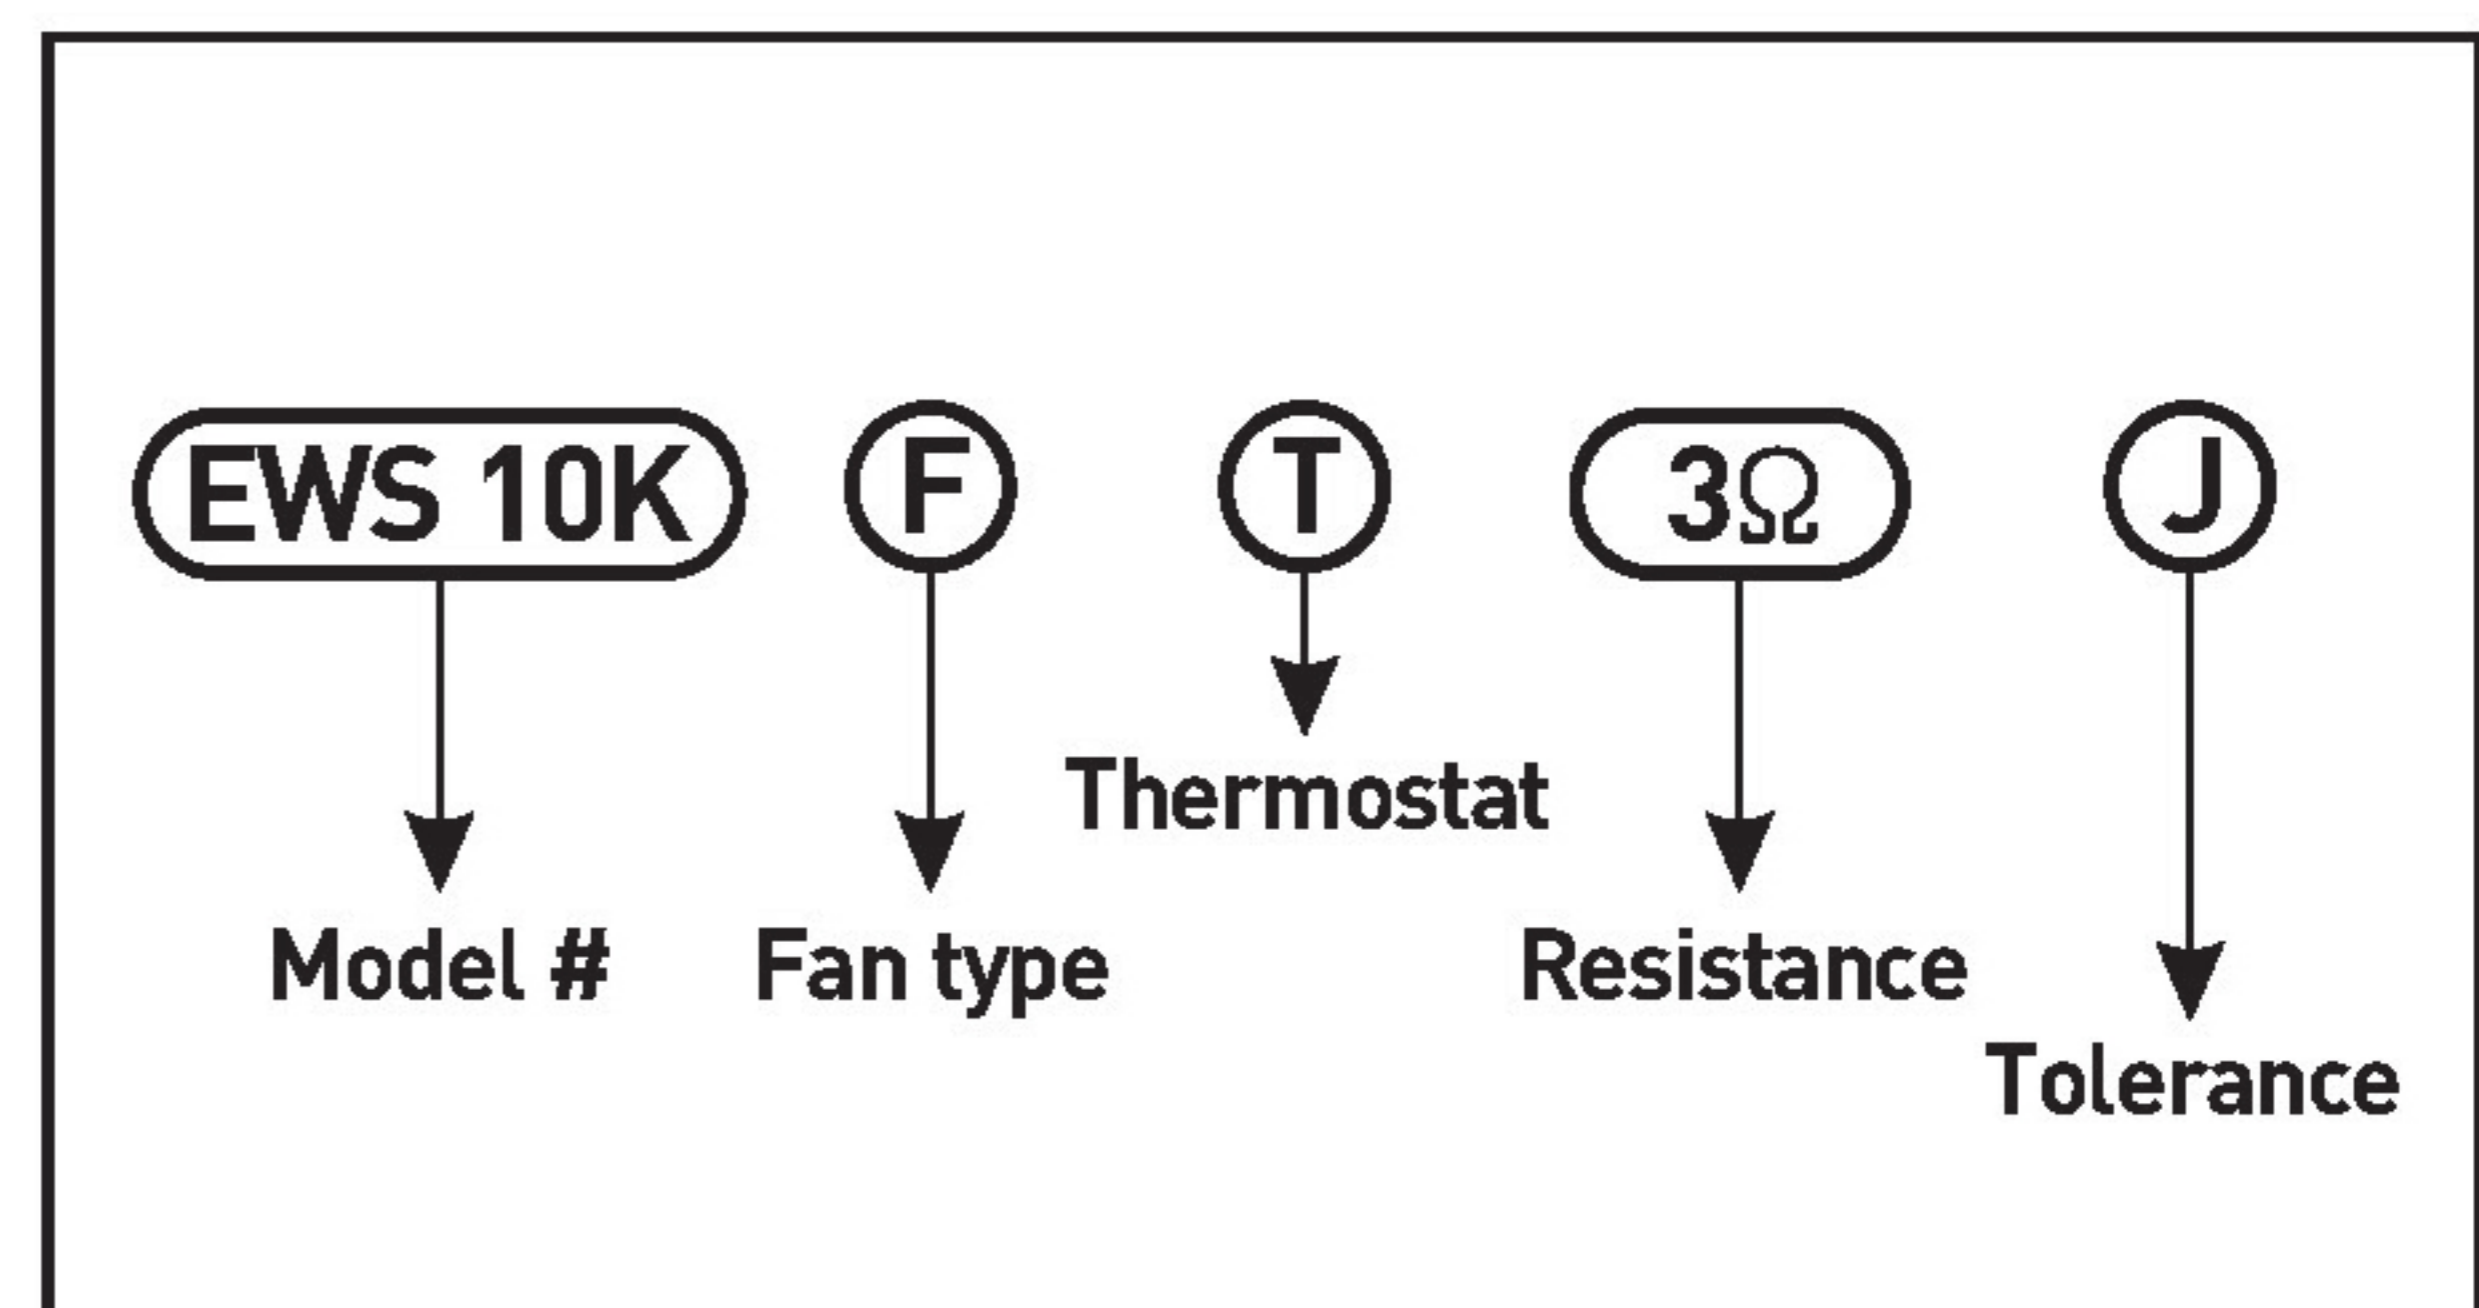 EWS 10K F T 3Ω J
Thermostat
Model # Fan type Resistance
Tolerance